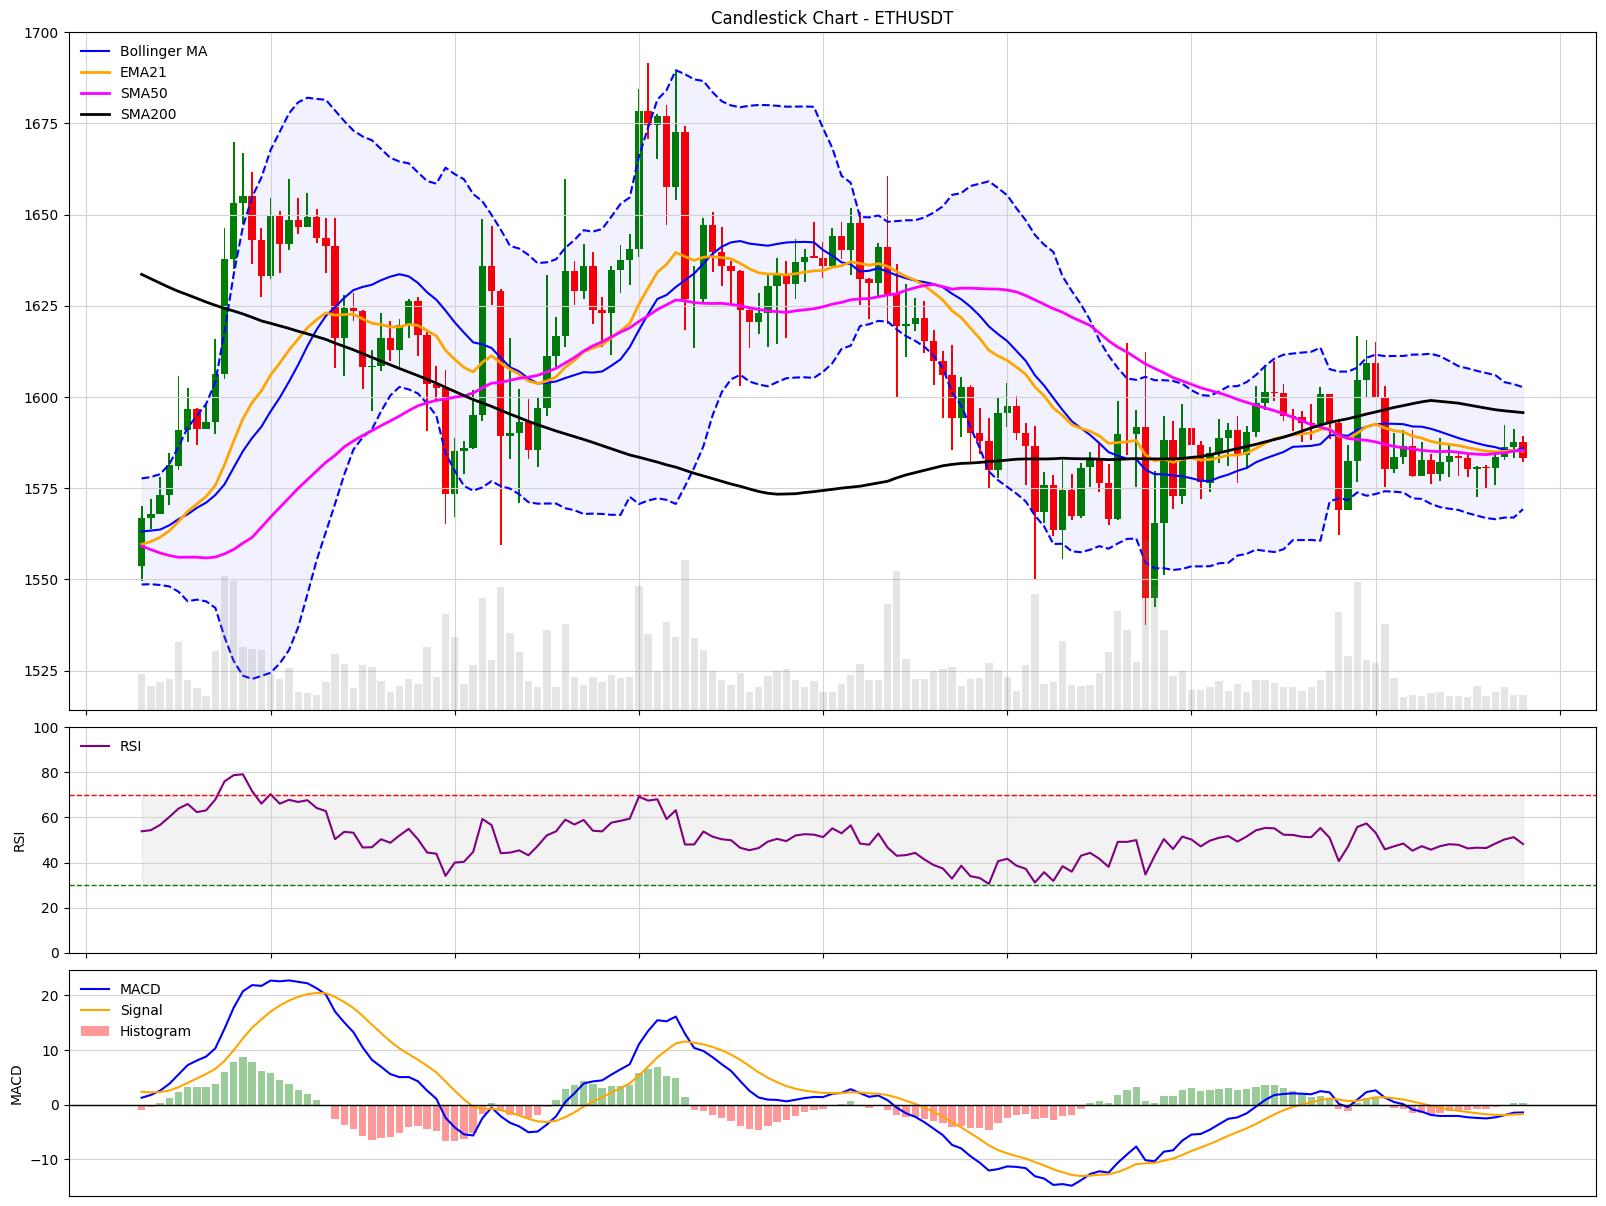 Candlestick Chart - ETHUSDT
1700
1675
1650
1625
1600
1575
1550
1525
Bollinger MA
EMA21
SMA50
SMA200
100
80
60
40
20
0
RSI
RSI
20
10
0
−10
MACD
MACD
Signal
Histogram